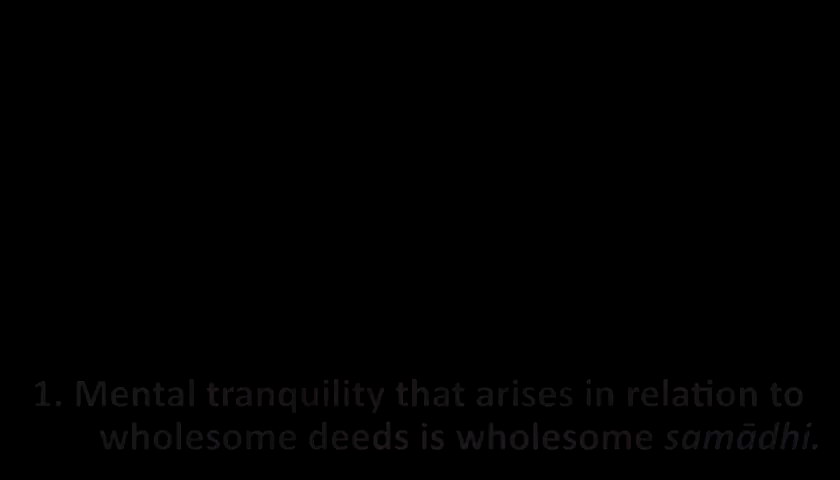 1. Mental tranquility that arises in relation to
wholesome deeds is wholesome samādhi.